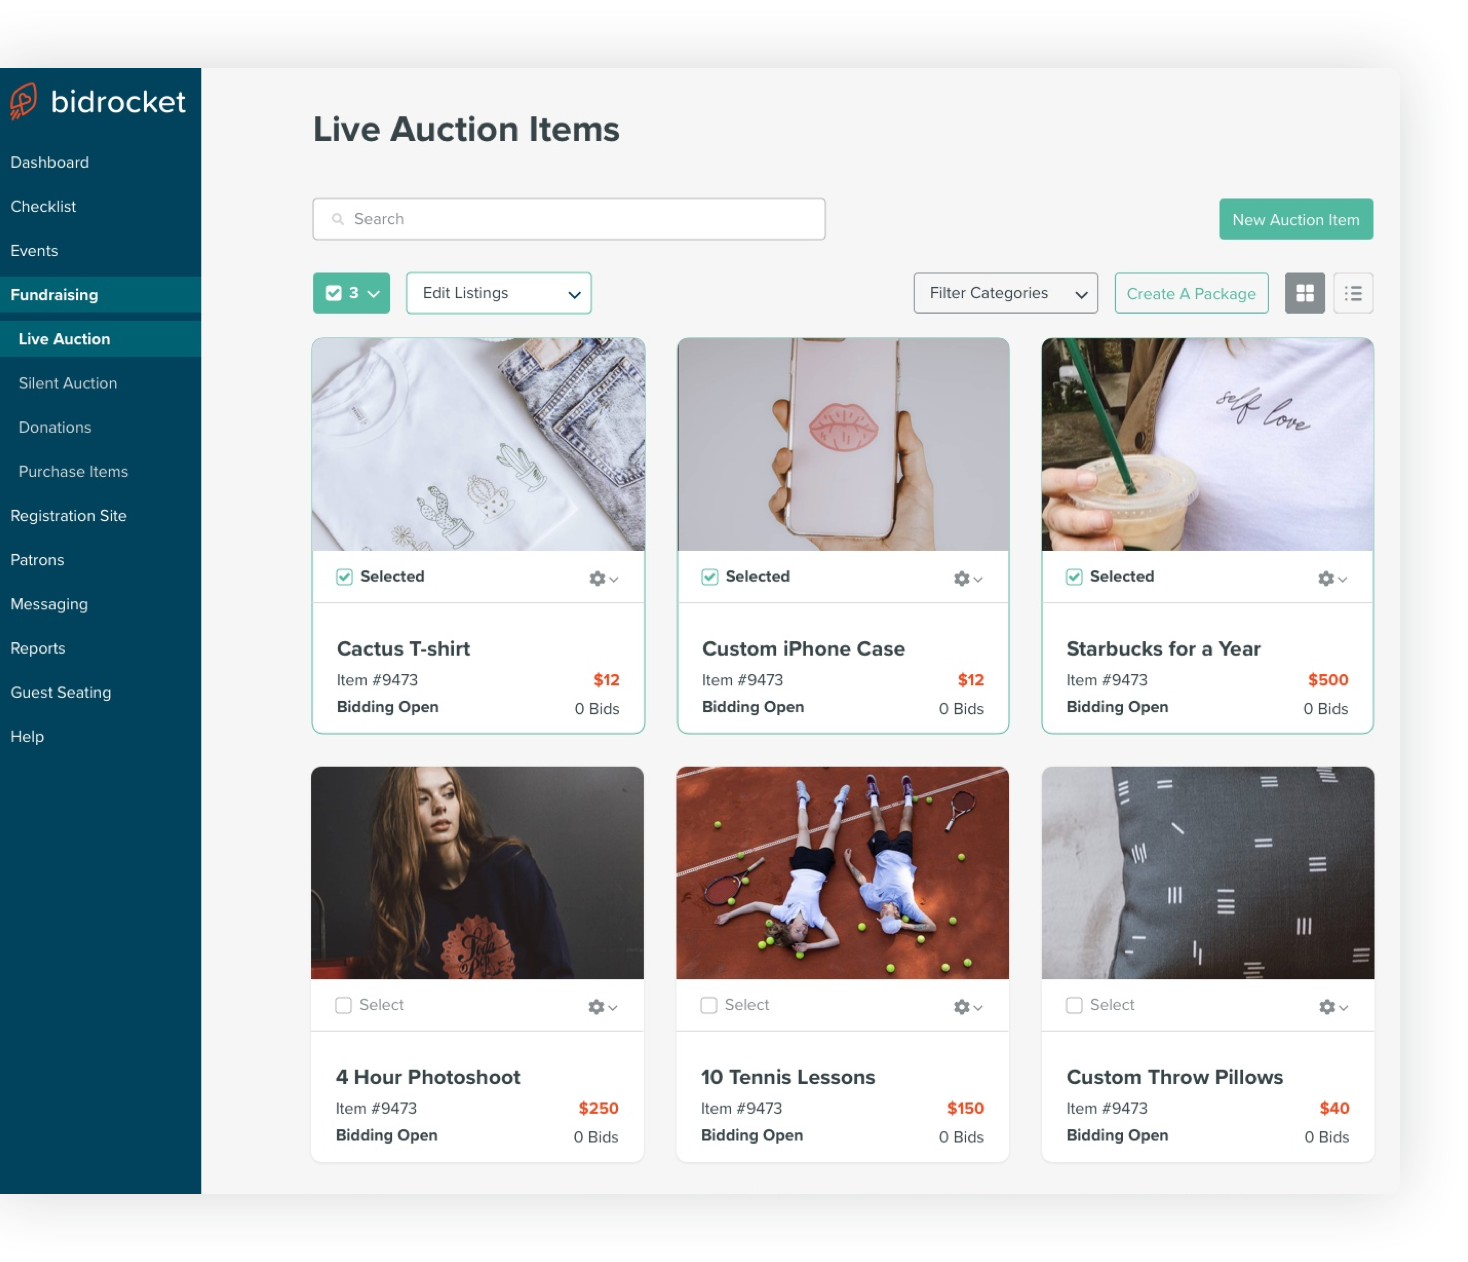 bidrocket
Dashboard
Checklist
Events
Fundraising
Live Auction
Silent Auction
Donations
Purchase Items
Registration Site
Patrons
Messaging
Reports
Guest Seating
Help
Live Auction Items
Search
New Auction Item
3
Edit Listings
Filter Categories
Create A Package
self love
Selected
Selected
Selected
Cactus T-shirt
Item #9473
$12
Bidding Open
0 Bids
Custom iPhone Case
Item #9473
$12
Bidding Open
0 Bids
Starbucks for a Year
Item #9473
$500
Bidding Open
0 Bids
Soda
Pop
Select
Select
Select
4 Hour Photoshoot
Item #9473
$250
Bidding Open
0 Bids
10 Tennis Lessons
Item #9473
$150
Bidding Open
0 Bids
Custom Throw Pillows
Item #9473
$40
Bidding Open
0 Bids